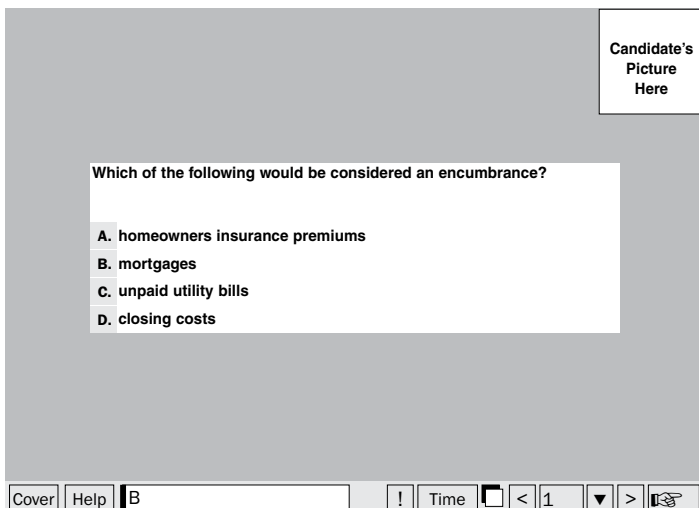 Candidate's
Picture
Here
Which of the following would be considered an encumbrance?
A. homeowners insurance premiums
B. mortgages
C. unpaid utility bills
D. closing costs
Cover Help B ! Time < 1 ▼ >